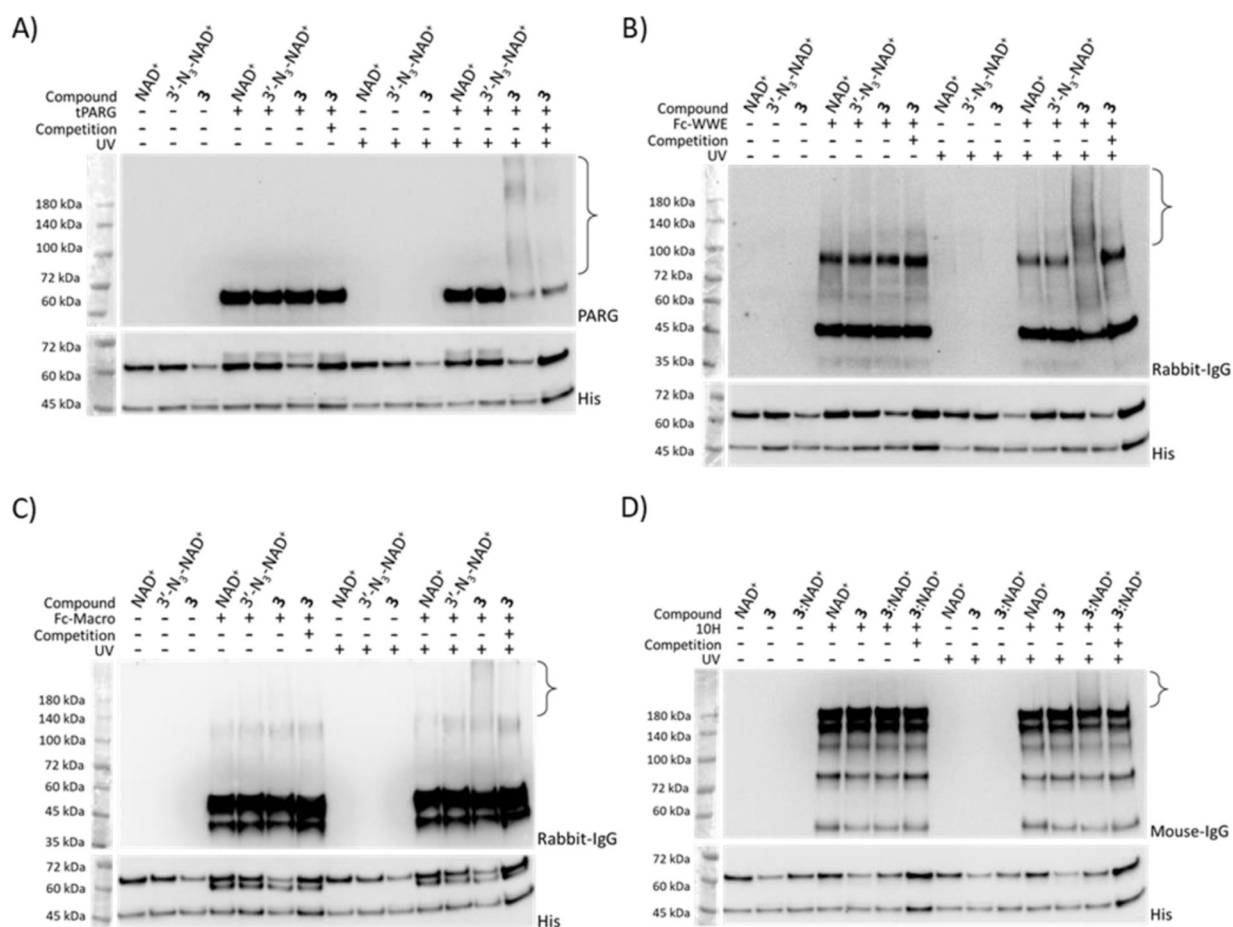 A)
NAD+ 3′-N3-NAD+ 3 NAD+ 3′-N3-NAD+ 3 3 NAD+ 3′-N3-NAD+ 3 NAD+ 3′-N3-NAD+ 3 3
Compound
tPARG - - - + + + + - - - + + + +
Competition - - - - - - + - - - - - - +
UV - - - - - - - + + + + + + +
180 kDa
140 kDa
100 kDa
72 kDa
60 kDa
PARG
72 kDa
60 kDa
45 kDa
His
B)
NAD+ 3′-N3-NAD+ 3 NAD+ 3′-N3-NAD+ 3 3 NAD+ 3′-N3-NAD+ 3 NAD+ 3′-N3-NAD+ 3 3
Compound
Fc-WWE - - - + + + + - - - + + + +
Competition - - - - - - + - - - - - - +
UV - - - - - - - + + + + + + +
180 kDa
140 kDa
100 kDa
72 kDa
60 kDa
45 kDa
35 kDa
Rabbit-IgG
72 kDa
60 kDa
45 kDa
His
C)
NAD+ 3′-N3-NAD+ 3 NAD+ 3′-N3-NAD+ 3 3 NAD+ 3′-N3-NAD+ 3 NAD+ 3′-N3-NAD+ 3 3
Compound
Fc-Macro - - - + + + + - - - + + + +
Competition - - - - - - + - - - - - - +
UV - - - - - - - + + + + + + +
180 kDa
140 kDa
100 kDa
72 kDa
60 kDa
45 kDa
35 kDa
Rabbit-IgG
72 kDa
60 kDa
45 kDa
His
D)
NAD+ 3 3:NAD+ NAD+ 3 3:NAD+ 3:NAD+ NAD+ 3 3:NAD+ NAD+ 3 3:NAD+ 3:NAD+
Compound
10H - - - + + + + - - - + + + +
Competition - - - - - - + - - - - - - +
UV - - - - - - - + + + + + + +
180 kDa
140 kDa
100 kDa
72 kDa
60 kDa
Mouse-IgG
72 kDa
60 kDa
45 kDa
His